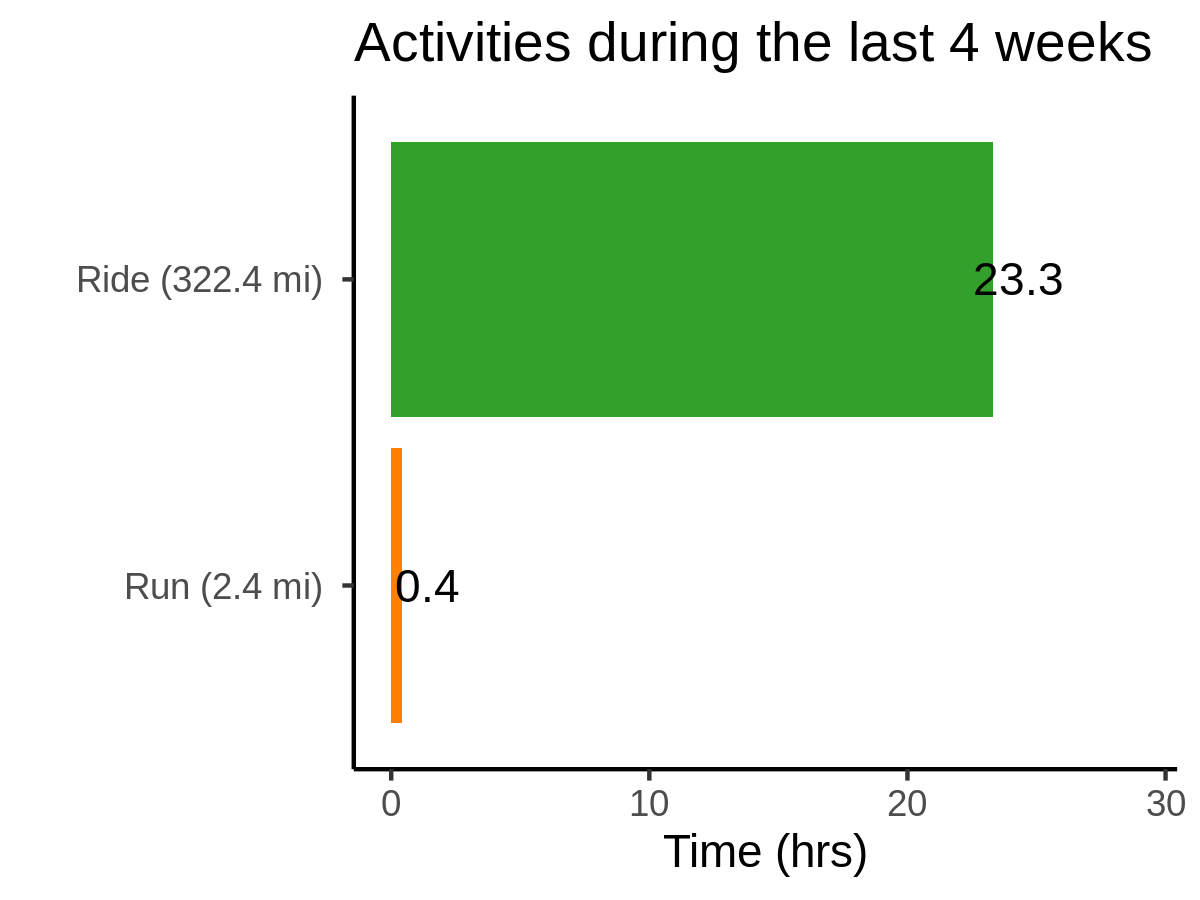 Activities during the last 4 weeks
Ride (322.4 mi)
23.3
Run (2.4 mi)
0.4
0 10 20 30
Time (hrs)